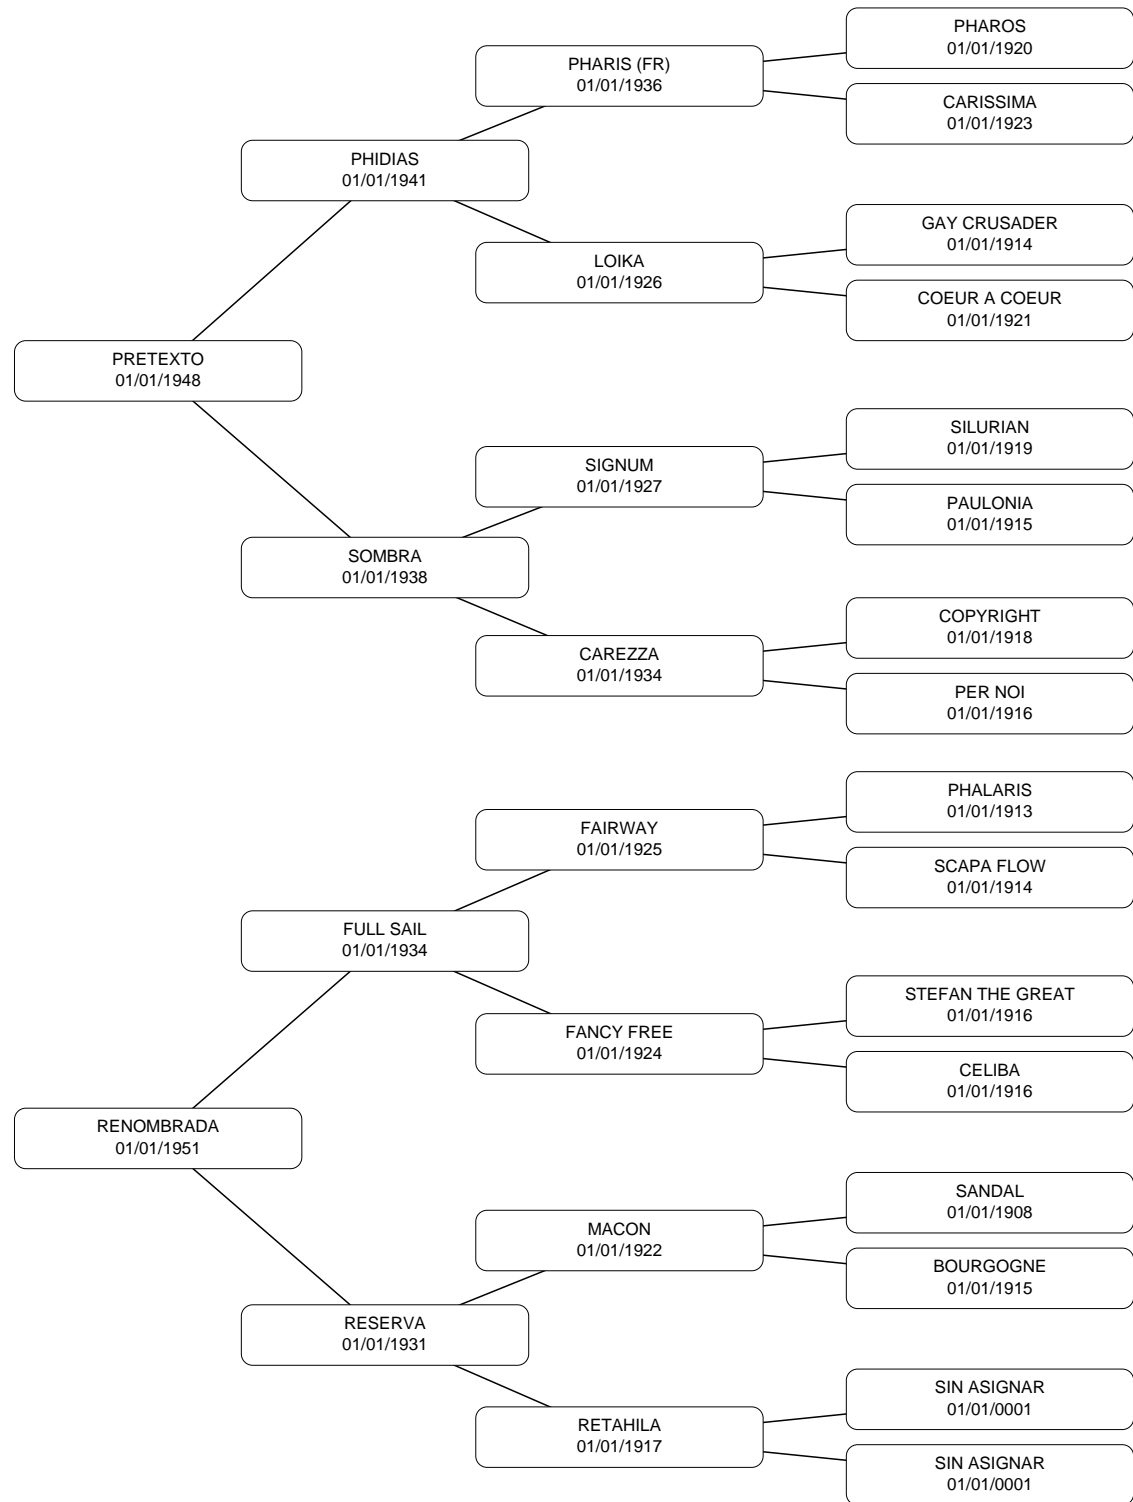 PHAROS
01/01/1920
PHARIS (FR)
01/01/1936
CARISSIMA
01/01/1923
PHIDIAS
01/01/1941
GAY CRUSADER
01/01/1914
LOIKA
01/01/1926
COEUR A COEUR
01/01/1921
PRETEXTO
01/01/1948
SILURIAN
01/01/1919
SIGNUM
01/01/1927
PAULONIA
01/01/1915
SOMBRA
01/01/1938
COPYRIGHT
01/01/1918
CAREZZA
01/01/1934
PER NOI
01/01/1916
PHALARIS
01/01/1913
FAIRWAY
01/01/1925
SCAPA FLOW
01/01/1914
FULL SAIL
01/01/1934
STEFAN THE GREAT
01/01/1916
FANCY FREE
01/01/1924
CELIBA
01/01/1916
RENOMBRADA
01/01/1951
SANDAL
01/01/1908
MACON
01/01/1922
BOURGOGNE
01/01/1915
RESERVA
01/01/1931
SIN ASIGNAR
01/01/0001
RETAHILA
01/01/1917
SIN ASIGNAR
01/01/0001